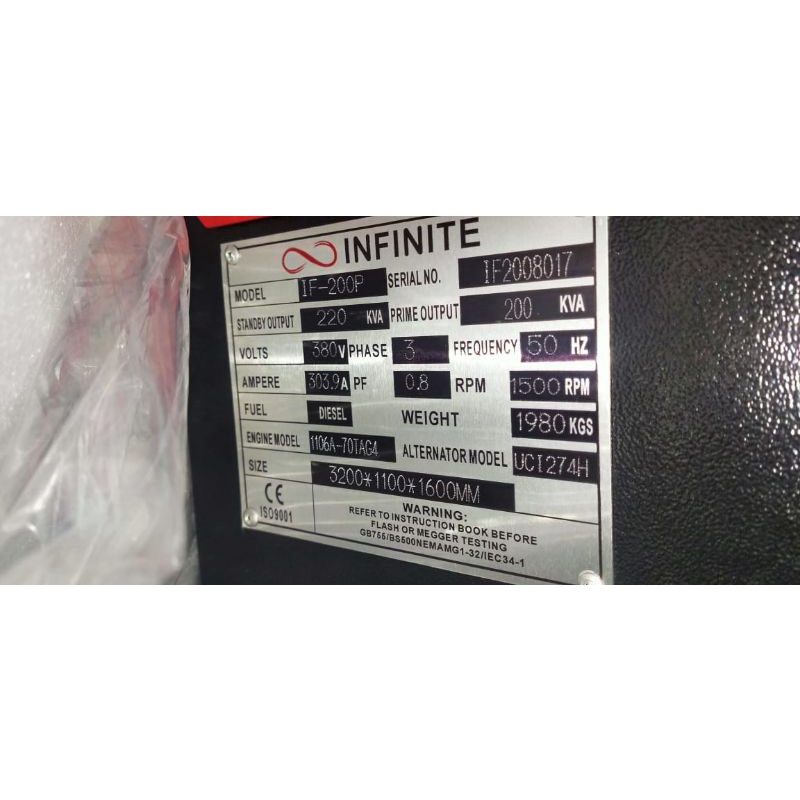 INFINITE
MODEL IF-200P SERIAL NO. IF2008017
STANDBY OUTPUT 220 KVA PRIME OUTPUT 200 KVA
VOLTS 380V PHASE 3 FREQUENCY 50 HZ
AMPERE 303.9A PF 0.8 RPM 1500 RPM
FUEL DIESEL WEIGHT 1980 KGS
ENGINE MODEL 1106A-70TAG4 ALTERNATOR MODEL UCI274H
SIZE 3200*1100*1600MM
CE
ISO9001
WARNING:
REFER TO INSTRUCTION BOOK BEFORE
FLASH OR MEGGER TESTING
GB755/BS500NEMAMG1-32/IEC34-1